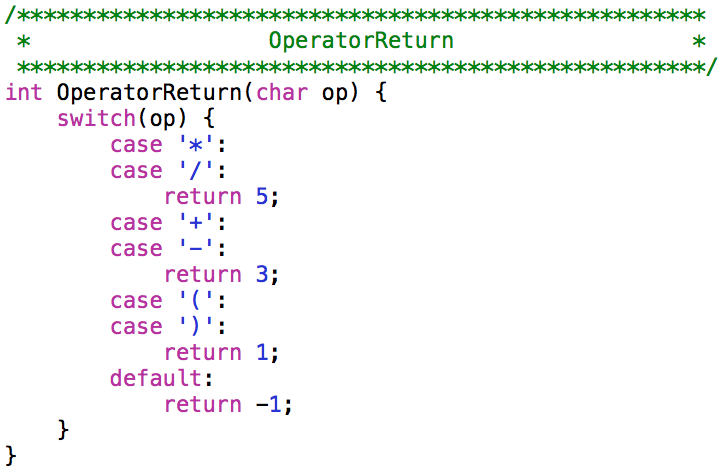 /****************************************************
 *                  OperatorReturn                  *
 ****************************************************/
int OperatorReturn(char op) {
    switch(op) {
        case '*':
        case '/':
            return 5;
        case '+':
        case '-':
            return 3;
        case '(':
        case ')':
            return 1;
        default:
            return -1;
    }
}